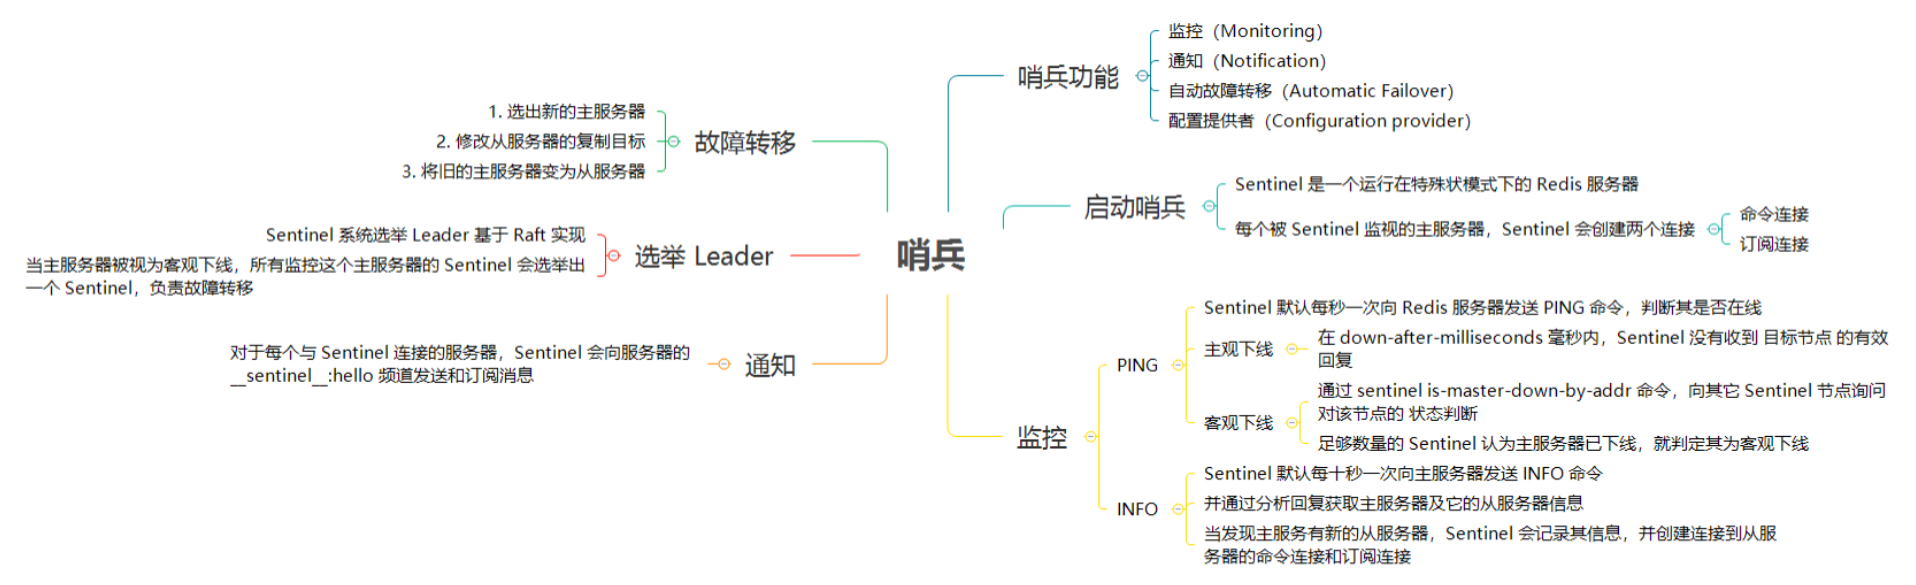 哨兵
哨兵功能
监控（Monitoring）
通知（Notification）
自动故障转移（Automatic Failover）
配置提供者（Configuration provider）
启动哨兵
Sentinel 是一个运行在特殊状模式下的 Redis 服务器
每个被 Sentinel 监视的主服务器，Sentinel 会创建两个连接
命令连接
订阅连接
监控
PING
Sentinel 默认每秒一次向 Redis 服务器发送 PING 命令，判断其是否在线
主观下线
在 down-after-milliseconds 毫秒内，Sentinel 没有收到 目标节点 的有效
回复
客观下线
通过 sentinel is-master-down-by-addr 命令，向其它 Sentinel 节点询问
对该节点的 状态判断
足够数量的 Sentinel 认为主服务器已下线，就判定其为客观下线
INFO
Sentinel 默认每十秒一次向主服务器发送 INFO 命令
并通过分析回复获取主服务器及它的从服务器信息
当发现主服务有新的从服务器，Sentinel 会记录其信息，并创建连接到从服
务器的命令连接和订阅连接
故障转移
1. 选出新的主服务器
2. 修改从服务器的复制目标
3. 将旧的主服务器变为从服务器
选举 Leader
Sentinel 系统选举 Leader 基于 Raft 实现
当主服务器被视为客观下线，所有监控这个主服务器的 Sentinel 会选举出
一个 Sentinel，负责故障转移
通知
对于每个与 Sentinel 连接的服务器，Sentinel 会向服务器的
__sentinel__:hello 频道发送和订阅消息